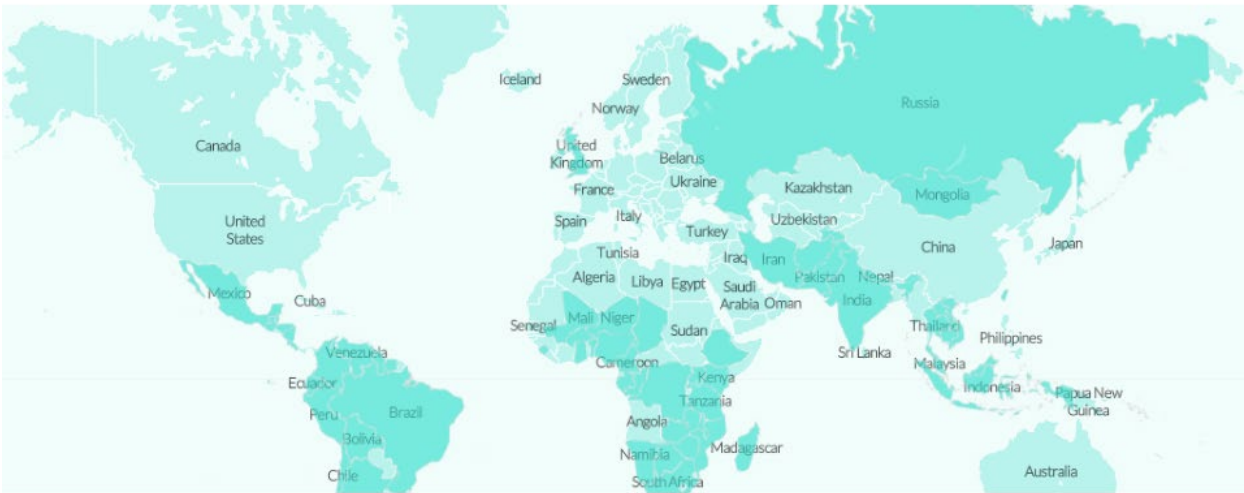 Iceland
Sweden
Norway
Russia
Canada
United
Kingdom
Belarus
Ukraine
France
Kazakhstan
Mongolia
United
States
Spain
Italy
Uzbekistan
Turkey
China
Japan
Tunisia
Iraq
Iran
Algeria
Libya
Egypt
Saudi
Arabia
Oman
Pakistan
Nepal
India
Mexico
Cuba
Senegal
Mali
Niger
Sudan
Thailand
Philippines
Venezuela
Cameroon
Sri Lanka
Malaysia
Ecuador
Kenya
Indonesia
Papua New
Guinea
Peru
Brazil
Tanzania
Angola
Bolivia
Namibia
Madagascar
Chile
South Africa
Australia